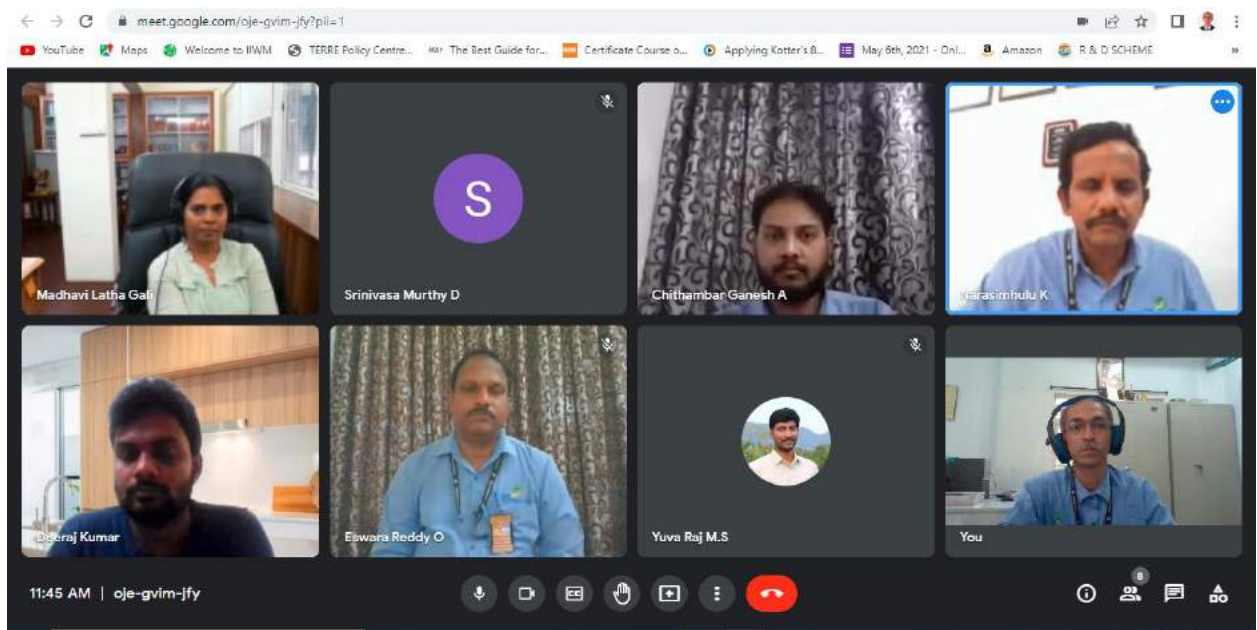 meet.google.com/oje-gvim-jfy?pli=1
YouTube Maps Welcome to IIWM TERRE Policy Centre... The Best Guide for... Certificate Course o... Applying Kotter's 8... May 6th, 2021 - Onl... Amazon R & D SCHEME »
S
Madhavi Latha Gali Srinivasa Murthy D Chithambar Ganesh A Narasimhulu K
Deeraj Kumar Eswara Reddy O Yuva Raj M.S You
11:45 AM | oje-gvim-jfy CC 8